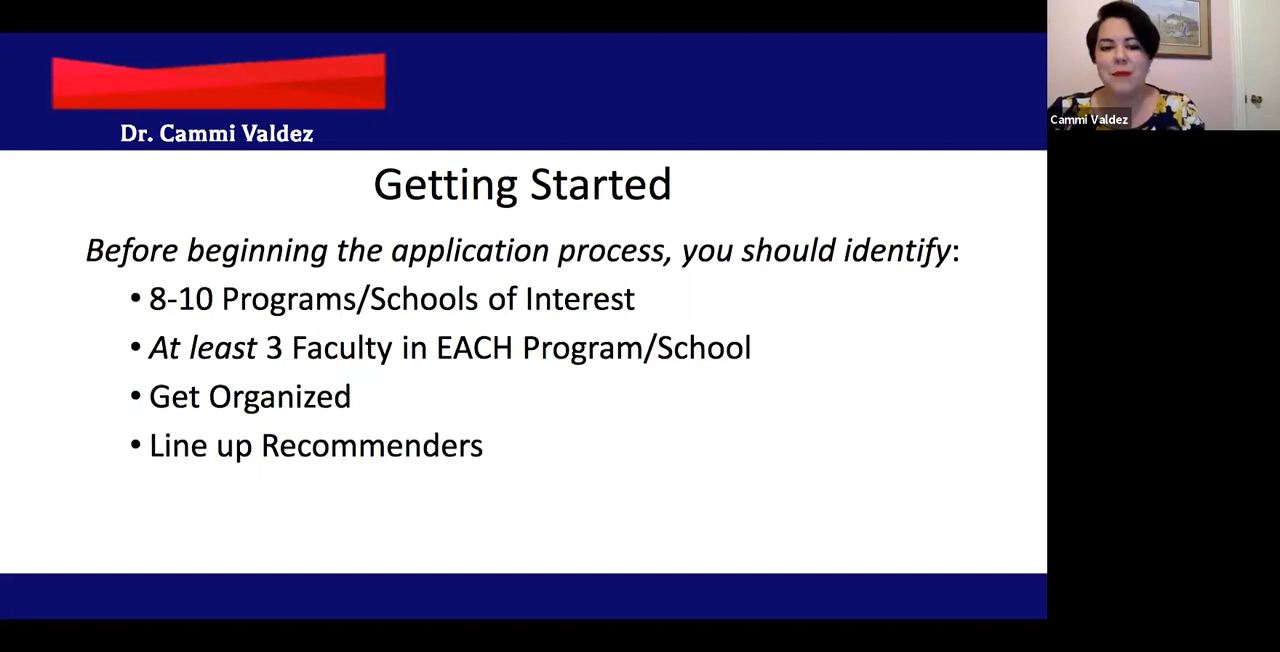 Dr. Cammi Valdez
Getting Started
Before beginning the application process, you should identify:
• 8-10 Programs/Schools of Interest
• At least 3 Faculty in EACH Program/School
• Get Organized
• Line up Recommenders
Cammi Valdez